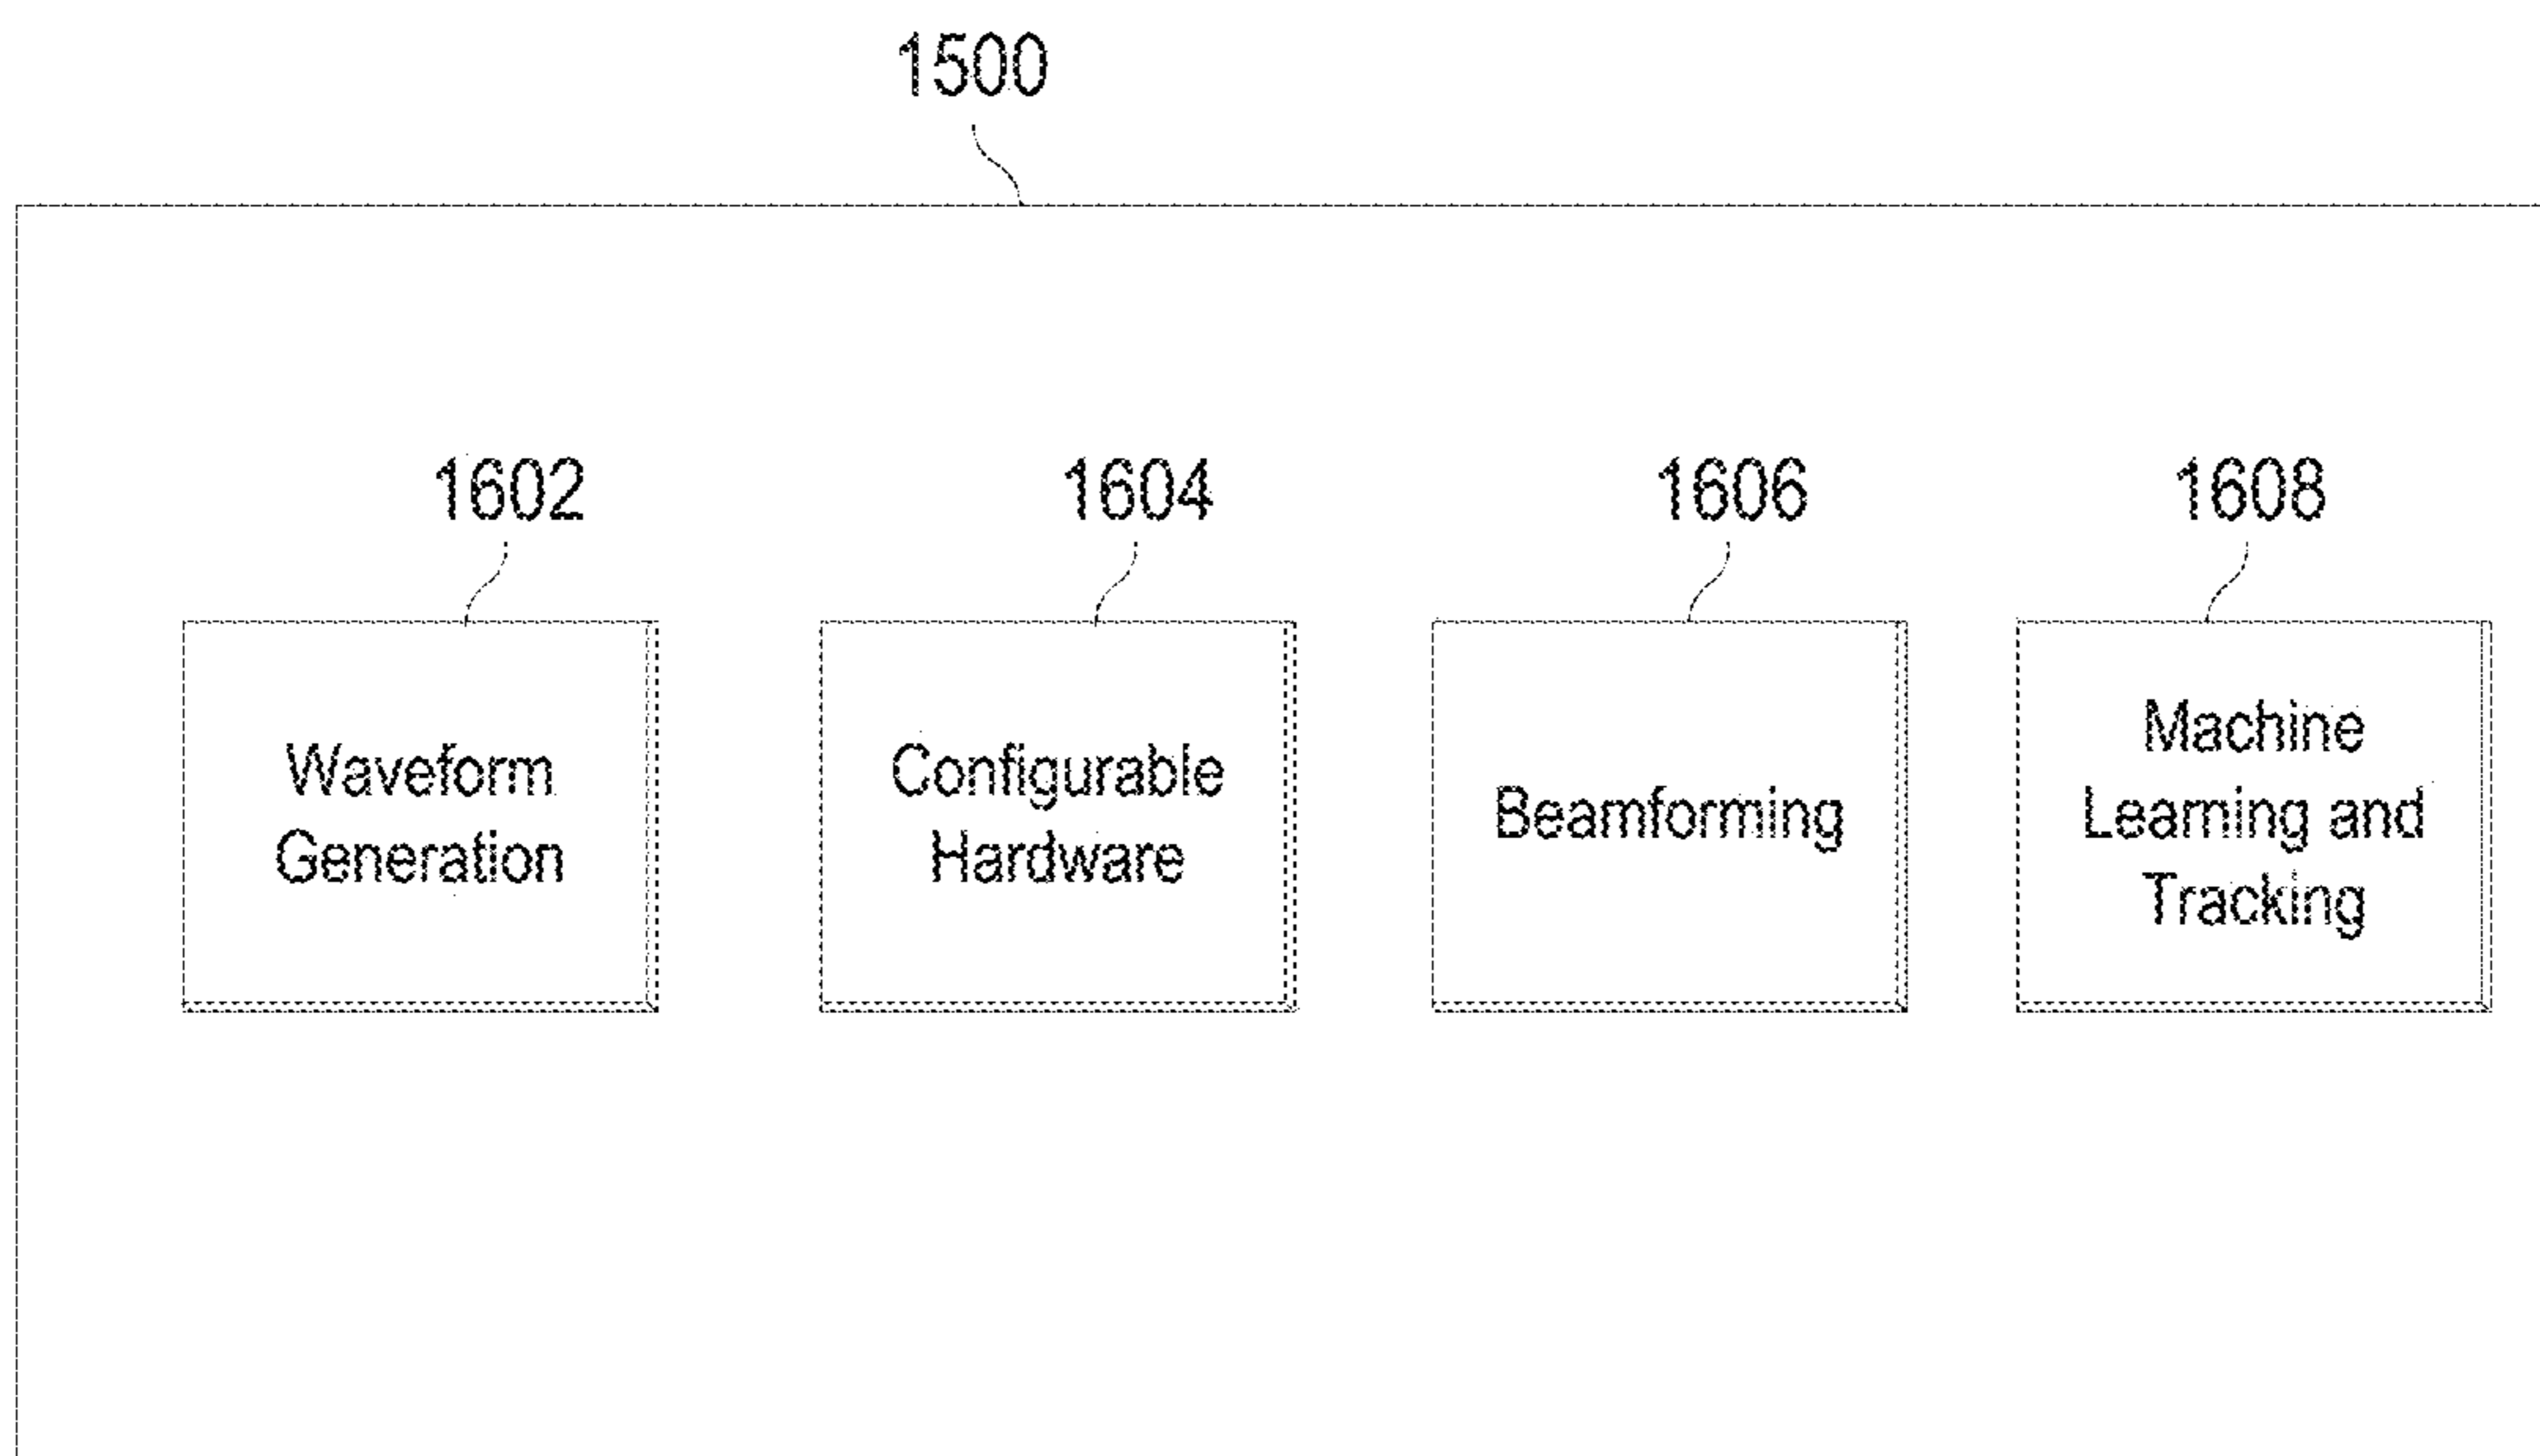 1500
1602
1604
1606
1608
Waveform
Generation
Configurable
Hardware
Beamforming
Machine
Learning and
Tracking